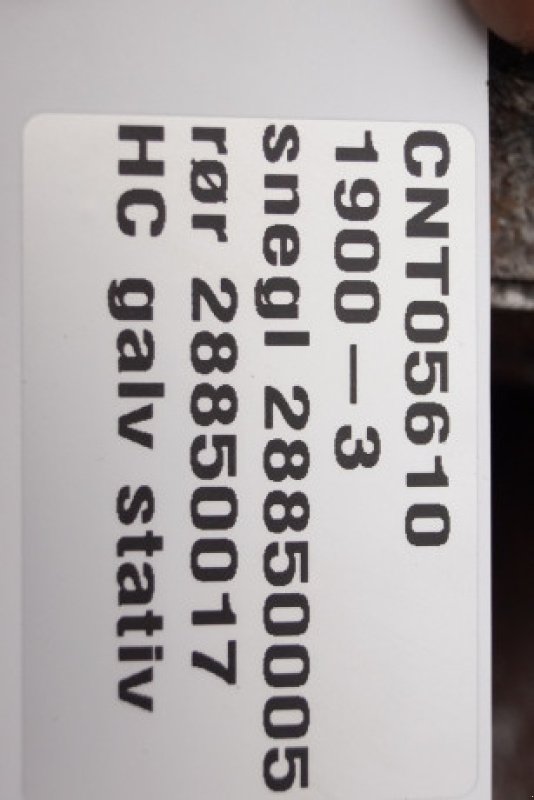 CNT05610
1900 – 3
snegl 28850005
rør 28850017
HC galv stativ